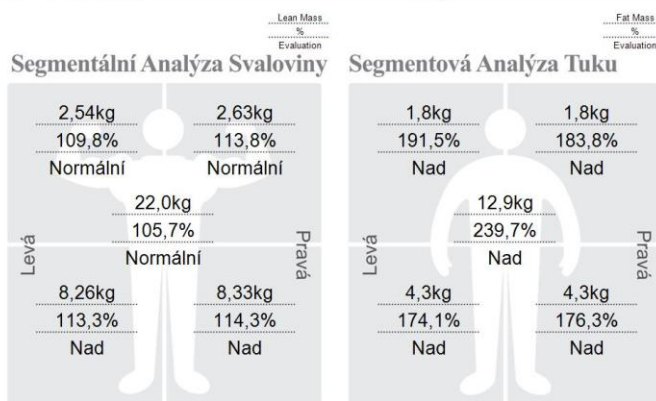 Lean Mass
%
Evaluation
Segmentální Analýza Svaloviny
2,54kg
109,8%
Normální
2,63kg
113,8%
Normální
22,0kg
105,7%
Normální
Levá
Pravá
8,26kg
113,3%
Nad
8,33kg
114,3%
Nad
Fat Mass
%
Evaluation
Segmentová Analýza Tuku
1,8kg
191,5%
Nad
1,8kg
183,8%
Nad
12,9kg
239,7%
Nad
Levá
Pravá
4,3kg
174,1%
Nad
4,3kg
176,3%
Nad